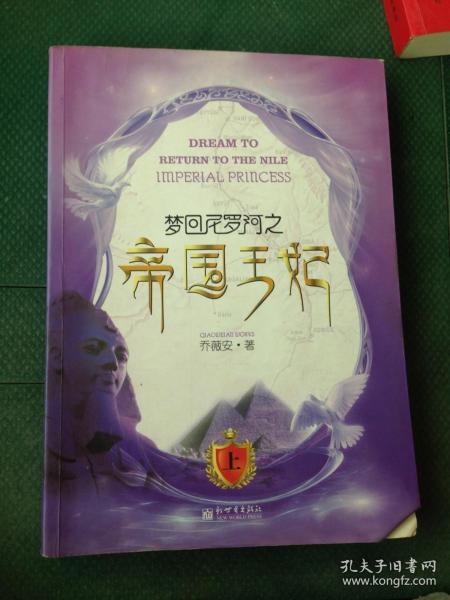 DREAM TO
RETURN TO THE NILE
IMPERIAL PRINCESS
梦回尼罗河之
帝国王妃
乔薇安·著
上
新世界出版社
NEW WORLD PRESS
孔夫子旧书网
www.kongfz.com